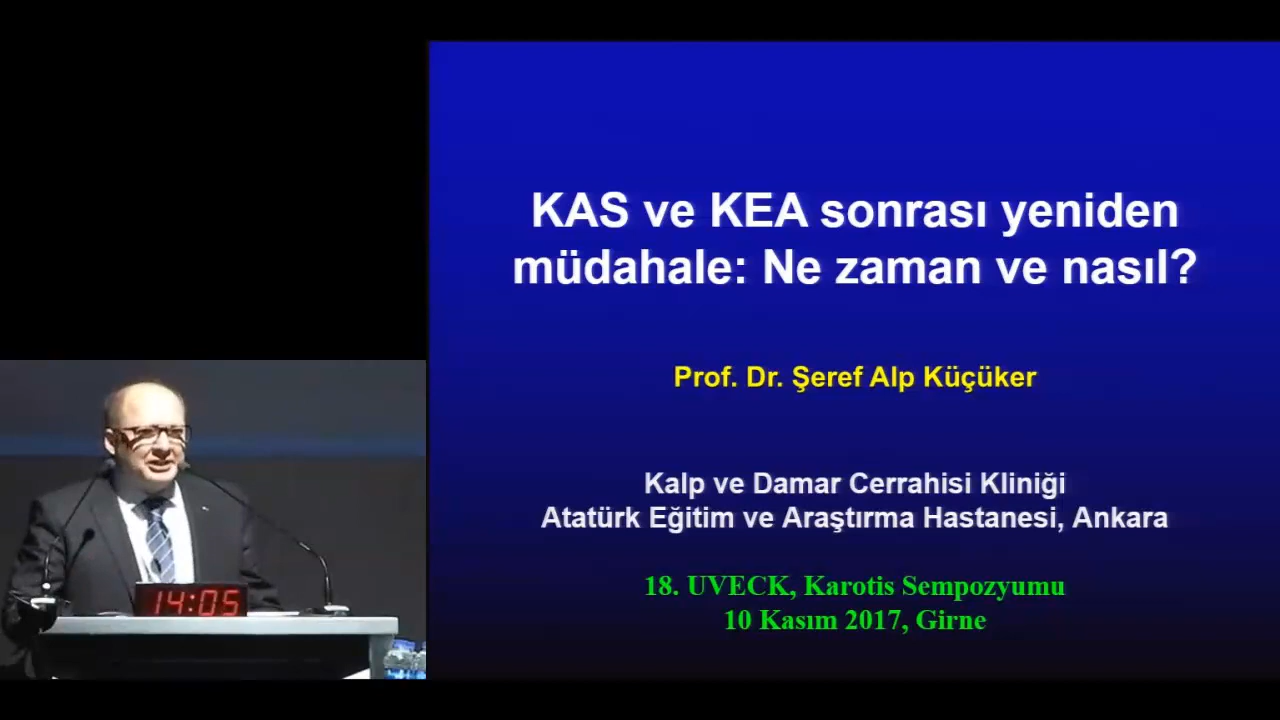 KAS ve KEA sonrası yeniden
müdahale: Ne zaman ve nasıl?
Prof. Dr. Şeref Alp Küçüker
Kalp ve Damar Cerrahisi Kliniği
Atatürk Eğitim ve Araştırma Hastanesi, Ankara
18. UVECK, Karotis Sempozyumu
10 Kasım 2017, Girne
14:05